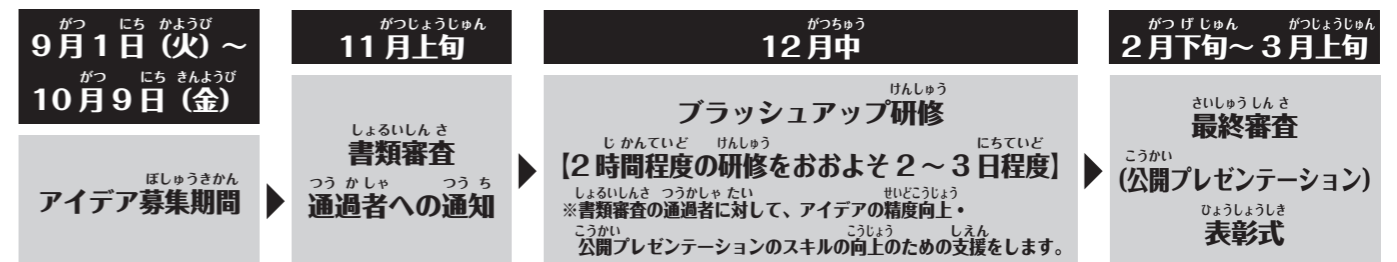 9月1日（火）～
10月9日（金）
アイデア募集期間
11月上旬
書類審査
通過者への通知
12月中
ブラッシュアップ研修
【2時間程度の研修をおおよそ2～3日程度】
※書類審査の通過者に対して、アイデアの精度向上・
公開プレゼンテーションのスキルの向上のための支援をします。
2月下旬～3月上旬
最終審査
（公開プレゼンテーション）
表彰式